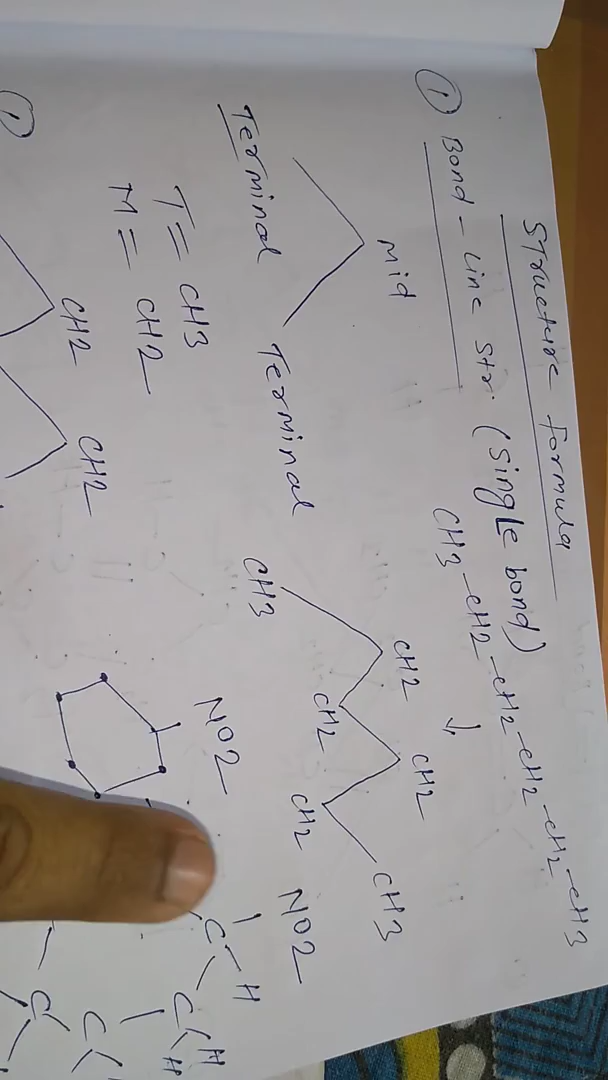 Structure formula
① Bond - Line Str. (single bond)
CH3-CH2-CH2-CH2-CH2-CH3
↓
Mid
Terminal
Terminal
CH2
CH2
CH3
CH2
CH2
CH3
T = CH3
M = CH2
NO2
NO2
CH2
CH2
C-H
C
H
C
C